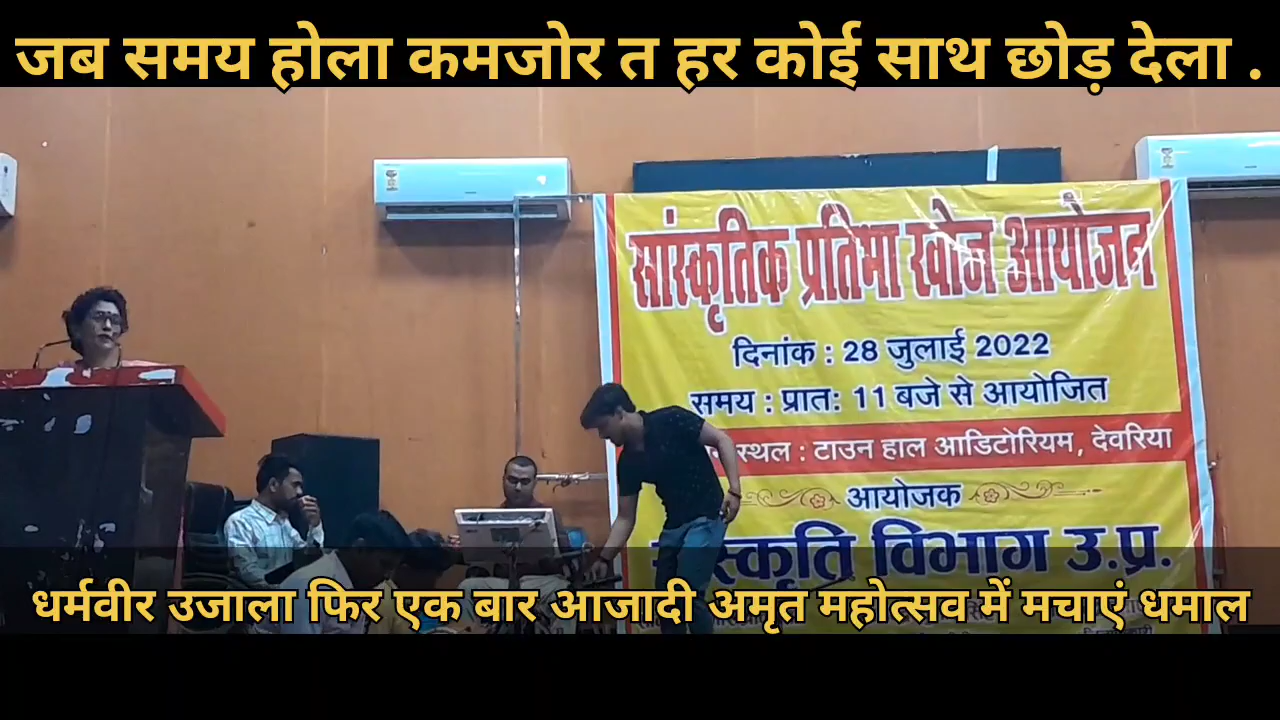 जब समय होला कमजोर त हर कोई साथ छोड़ देला .
सांस्कृतिक प्रतिभा खोज आयोजन
दिनांक : 28 जुलाई 2022
समय : प्रातः 11 बजे से आयोजित
स्थल : टाउन हाल आडिटोरियम, देवरिया
आयोजक
संस्कृति विभाग उ.प्र.
धर्मवीर उजाला फिर एक बार आजादी अमृत महोत्सव में मचाएं धमाल